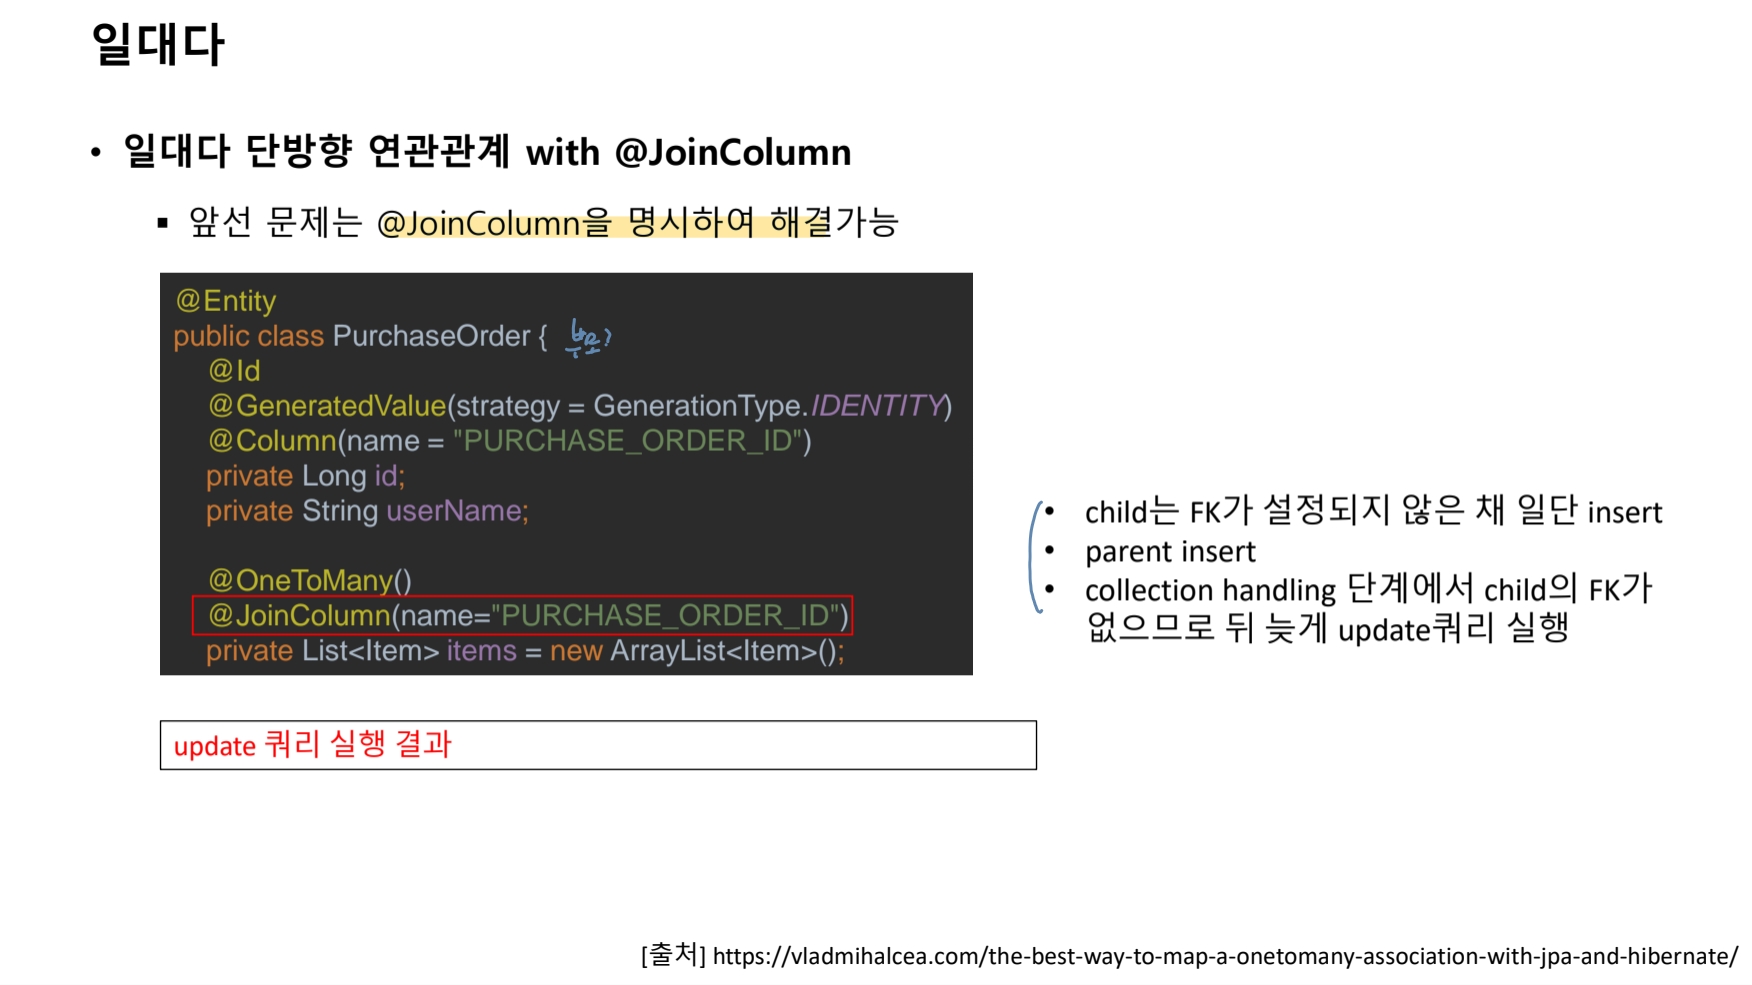 일대다
• 일대다 단방향 연관관계 with @JoinColumn
▪ 앞선 문제는 @JoinColumn을 명시하여 해결가능
@Entity
public class PurchaseOrder { 부모?
@Id
@GeneratedValue(strategy = GenerationType.IDENTITY)
@Column(name = "PURCHASE_ORDER_ID")
private Long id;
private String userName;
@OneToMany()
@JoinColumn(name="PURCHASE_ORDER_ID")
private List<Item> items = new ArrayList<Item>();
• child는 FK가 설정되지 않은 채 일단 insert
• parent insert
• collection handling 단계에서 child의 FK가
없으므로 뒤 늦게 update쿼리 실행
update 쿼리 실행 결과
[출처] https://vladmihalcea.com/the-best-way-to-map-a-onetomany-association-with-jpa-and-hibernate/